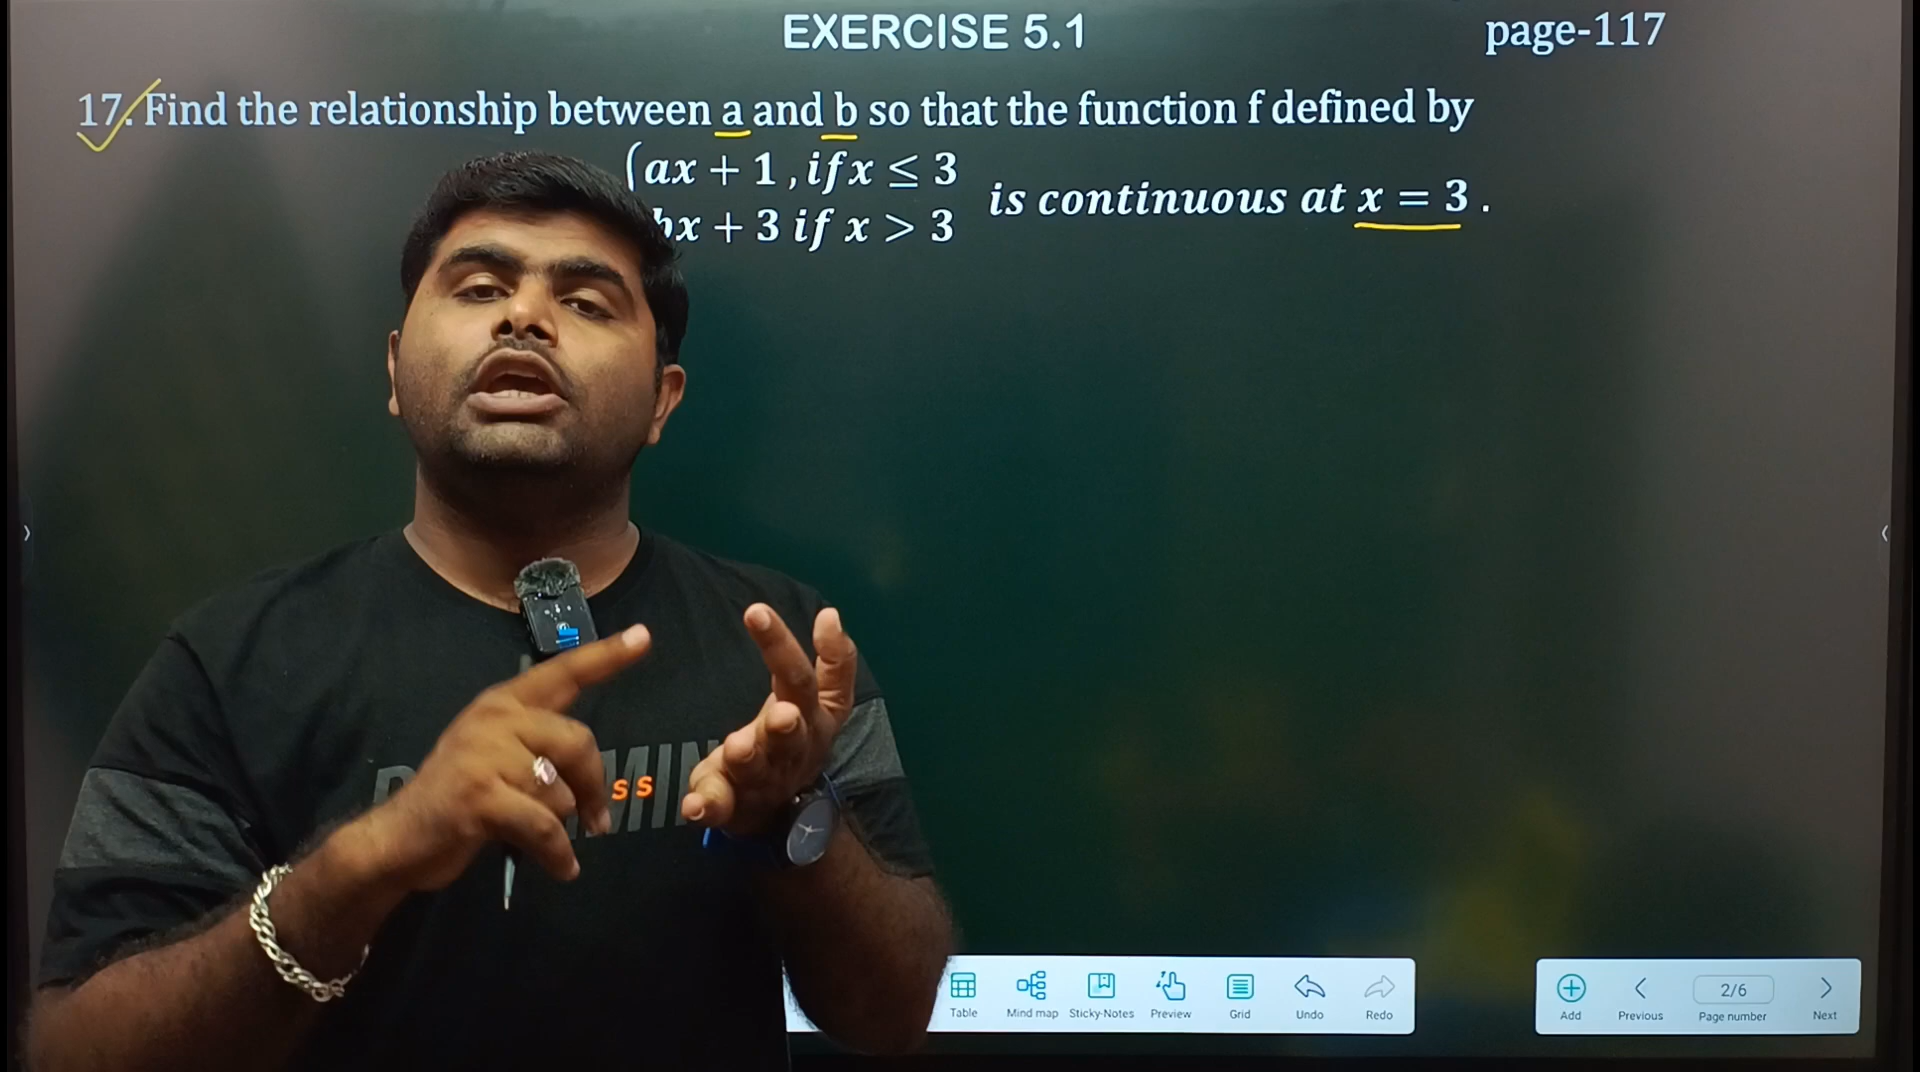 EXERCISE 5.1
page-117
17. Find the relationship between a and b so that the function f defined by
{ax + 1, if x ≤ 3
bx + 3 if x > 3
is continuous at x = 3.
ss
Table Mind map Sticky-Notes Preview Grid Undo Redo
Add Previous 2/6 Page number Next